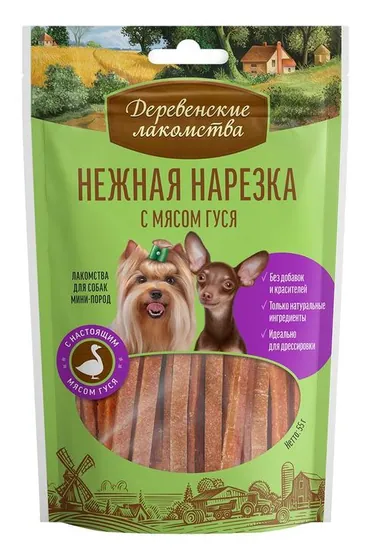 Деревенские
лакомства
НЕЖНАЯ НАРЕЗКА
С МЯСОМ ГУСЯ
ЛАКОМСТВА
ДЛЯ СОБАК
МИНИ-ПОРОД
✓ Без добавок
и красителей
✓ Только натуральные
ингредиенты
✓ Идеально
для дрессировки
С НАСТОЯЩИМ
МЯСОМ ГУСЯ
Нетто: 55 г